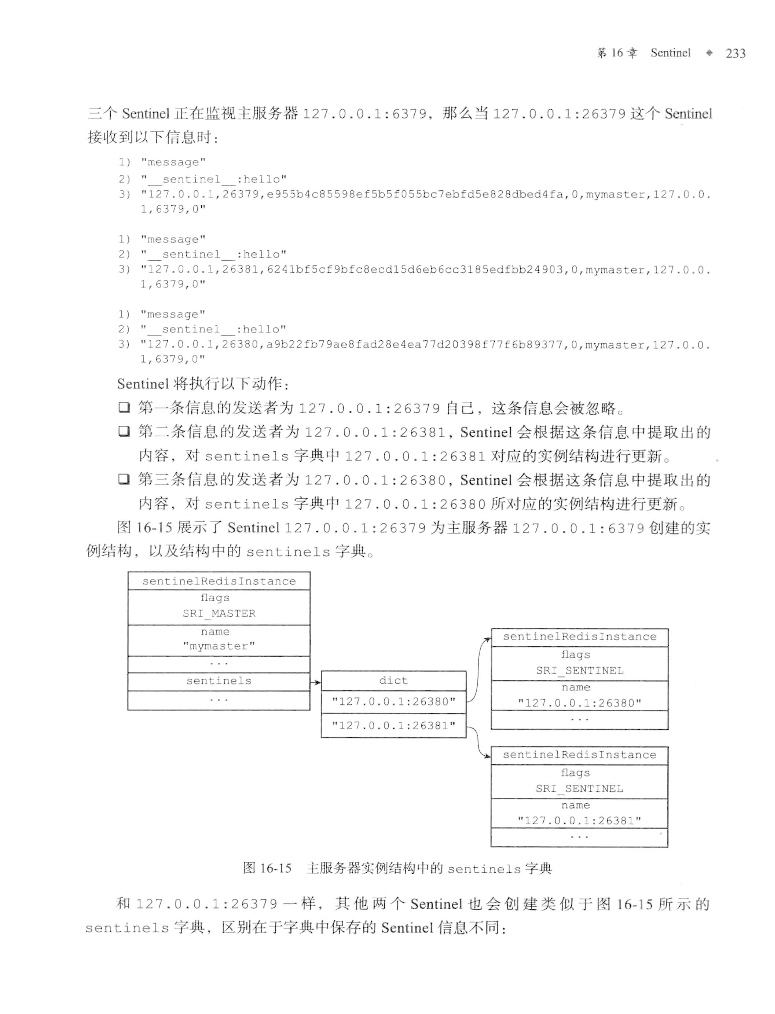 第 16 章 Sentinel ❖ 233
三个 Sentinel 正在监视主服务器 127.0.0.1:6379，那么当 127.0.0.1:26379 这个 Sentinel
接收到以下信息时：
1) "message"
2) "__sentinel__:hello"
3) "127.0.0.1,26379,e955b4c85598ef5b5f055bc7ebfd5e828dbed4fa,0,mymaster,127.0.0.
1,6379,0"
1) "message"
2) "__sentinel__:hello"
3) "127.0.0.1,26381,6241bf5cf9bfc8ecd15d6eb6cc3185edfbb24903,0,mymaster,127.0.0.
1,6379,0"
1) "message"
2) "__sentinel__:hello"
3) "127.0.0.1,26380,a9b22fb79ae8fad28e4ea77d20398f77f6b89377,0,mymaster,127.0.0.
1,6379,0"
Sentinel 将执行以下动作：
❏ 第一条信息的发送者为 127.0.0.1:26379 自己，这条信息会被忽略。
❏ 第二条信息的发送者为 127.0.0.1:26381，Sentinel 会根据这条信息中提取出的
内容，对 sentinels 字典中 127.0.0.1:26381 对应的实例结构进行更新。
❏ 第三条信息的发送者为 127.0.0.1:26380，Sentinel 会根据这条信息中提取出的
内容，对 sentinels 字典中 127.0.0.1:26380 所对应的实例结构进行更新。
图 16-15 展示了 Sentinel 127.0.0.1:26379 为主服务器 127.0.0.1:6379 创建的实
例结构，以及结构中的 sentinels 字典。
sentinelRedisInstance
flags
SRI_MASTER
name
"mymaster"
...
sentinels
...
dict
"127.0.0.1:26380"
"127.0.0.1:26381"
sentinelRedisInstance
flags
SRI_SENTINEL
name
"127.0.0.1:26380"
...
sentinelRedisInstance
flags
SRI_SENTINEL
name
"127.0.0.1:26381"
...
图 16-15 主服务器实例结构中的 sentinels 字典
和 127.0.0.1:26379 一样，其他两个 Sentinel 也会创建类似于图 16-15 所示的
sentinels 字典，区别在于字典中保存的 Sentinel 信息不同：